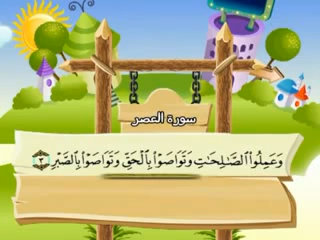 سورة العصر
وَعَمِلُوا۟ ٱلصَّـٰلِحَـٰتِ وَتَوَاصَوْا۟ بِٱلْحَقِّ وَتَوَاصَوْا۟ بِٱلصَّبْرِ ٣